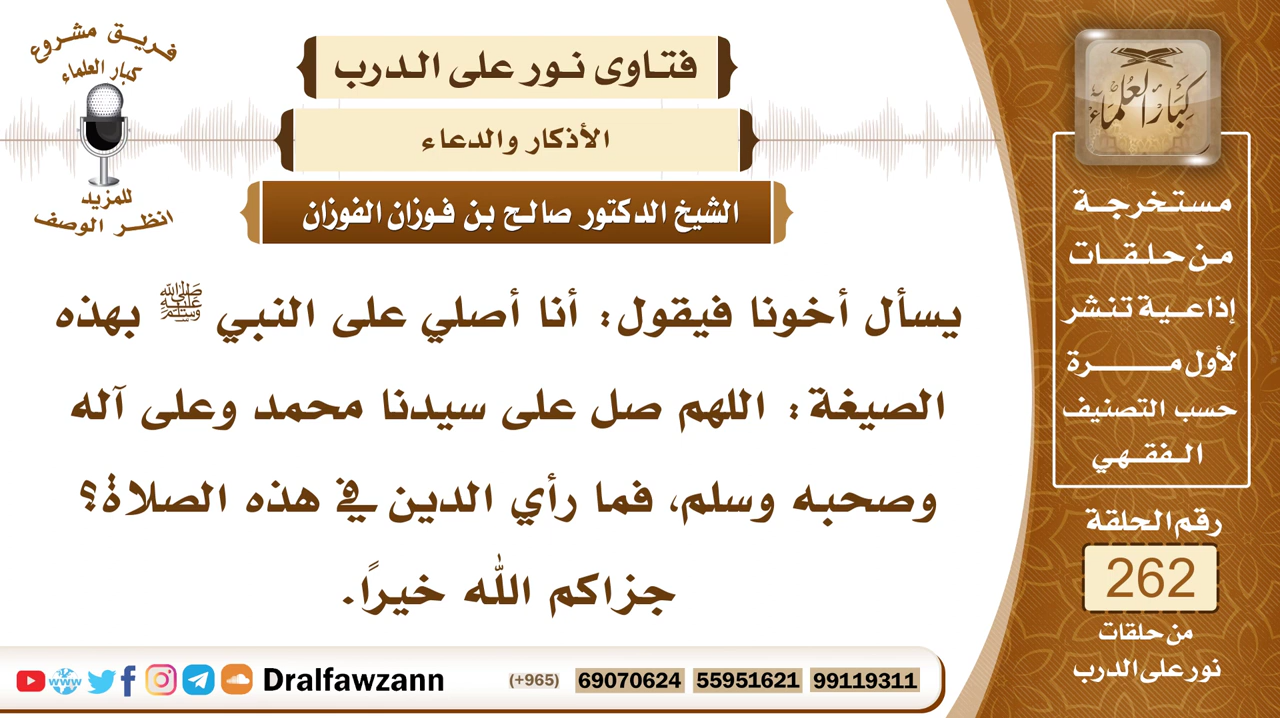 فريق مشروع
كبار العلماء
للمزيد
انظر الوصف
فتاوى نور على الدرب
الأذكار والدعاء
الشيخ الدكتور صالح بن فوزان الفوزان
يسأل أخونا فيقول: أنا أصلي على النبي ﷺ بهذه
الصيغة: اللهم صل على سيدنا محمد وعلى آله
وصحبه وسلم، فما رأي الدين في هذه الصلاة؟
جزاكم الله خيراً.
كبار العلماء
مستخرجة
من حلقات
إذاعية تنشر
لأول مرة
حسب التصنيف
الفقهي
رقم الحلقة
262
من حلقات
نور على الدرب
www Dralfawzann (+965) 69070624 55951621 99119311